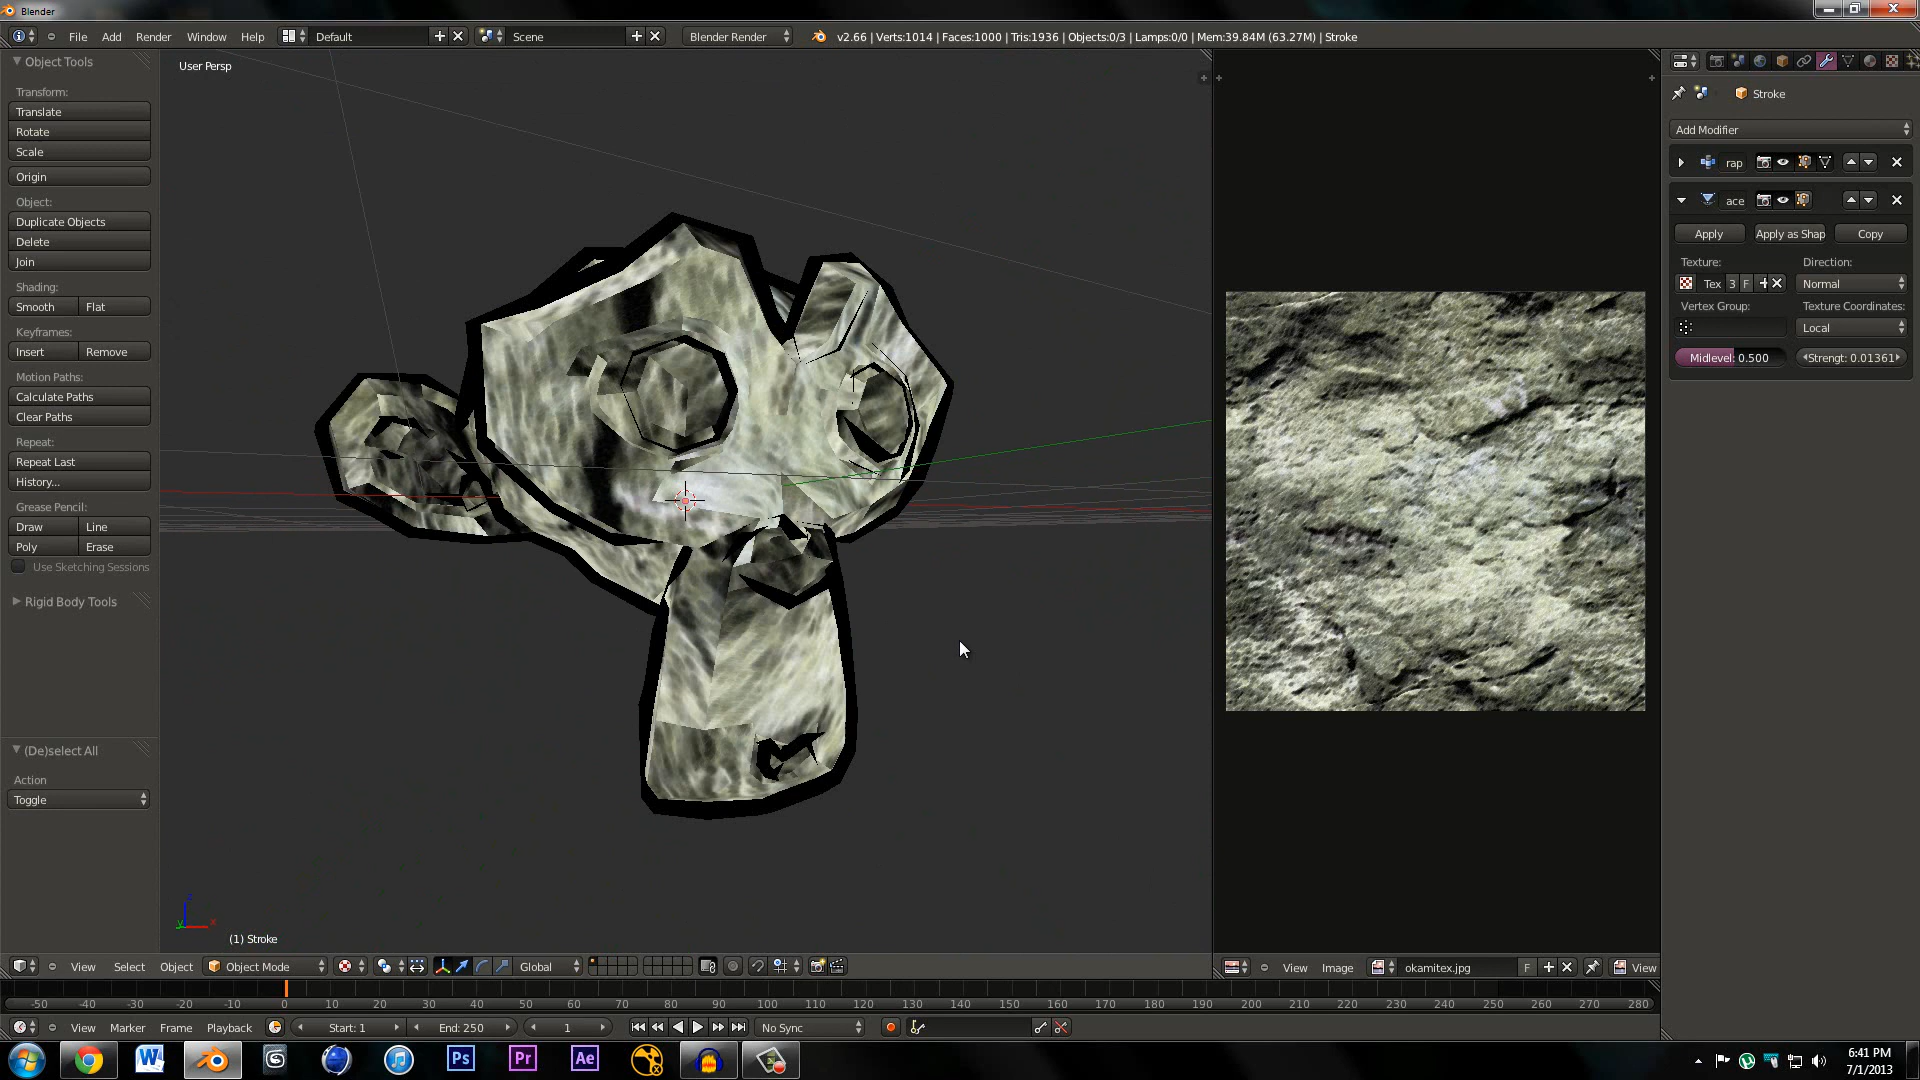 Blender
File Add Render Window Help Default Scene Blender Render v2.66 | Verts:1014 | Faces:1000 | Tris:1936 | Objects:0/3 | Lamps:0/0 | Mem:39.84M (63.27M) | Stroke
Object Tools
Transform:
Translate
Rotate
Scale
Origin
Object:
Duplicate Objects
Delete
Join
Shading:
Smooth Flat
Keyframes:
Insert Remove
Motion Paths:
Calculate Paths
Clear Paths
Repeat:
Repeat Last
History...
Grease Pencil:
Draw Line
Poly Erase
Use Sketching Sessions
Rigid Body Tools
(De)select All
Action
Toggle
User Persp
z
y x
(1) Stroke
View Select Object Object Mode Global
View Image okamitex.jpg F View
Stroke
Add Modifier
rap
ace
Apply Apply as Shap Copy
Texture: Direction:
Tex 3 F Normal
Vertex Group: Texture Coordinates:
Local
Midlevel: 0.500 Strengt: 0.01361
-50 -40 -30 -20 -10 0 10 20 30 40 50 60 70 80 90 100 110 120 130 140 150 160 170 180 190 200 210 220 230 240 250 260 270 280
View Marker Frame Playback Start: 1 End: 250 1 No Sync
W Ps Pr Ae
6:41 PM
7/1/2013